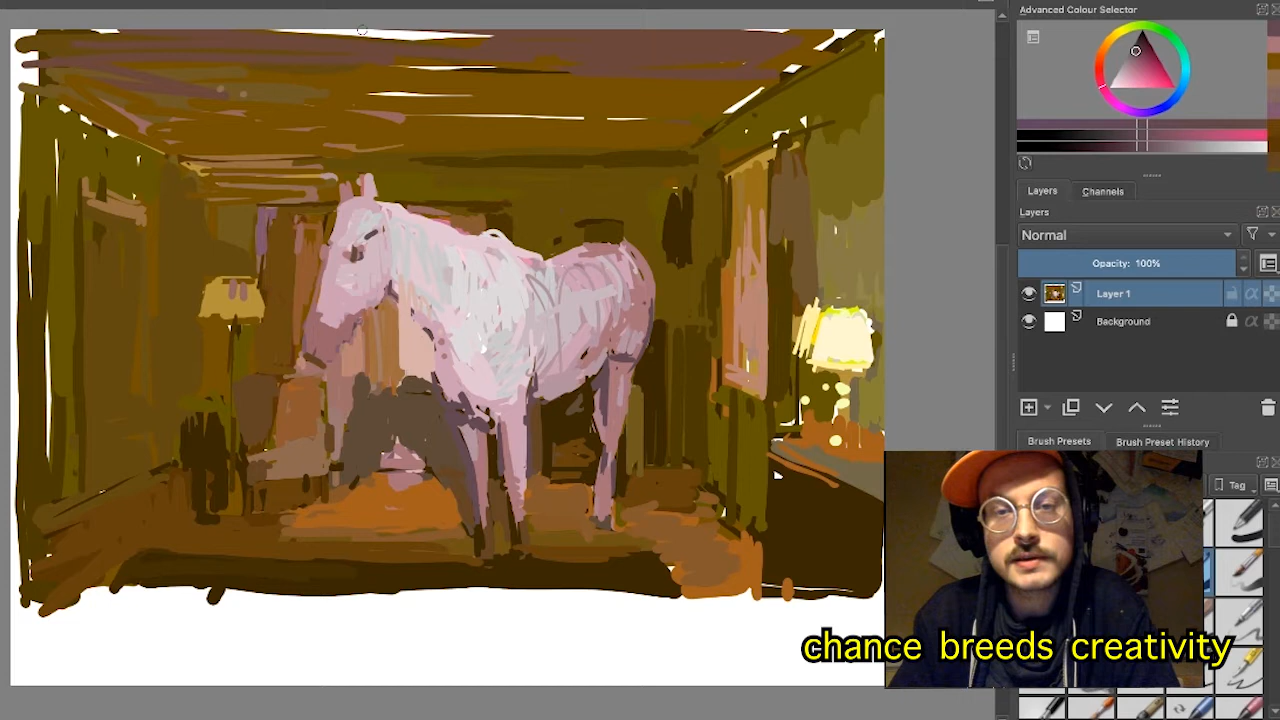 Advanced Colour Selector
Layers
Channels
Layers
Normal
Opacity: 100%
Layer 1
Background
Brush Presets
Brush Preset History
Tag
chance breeds creativity